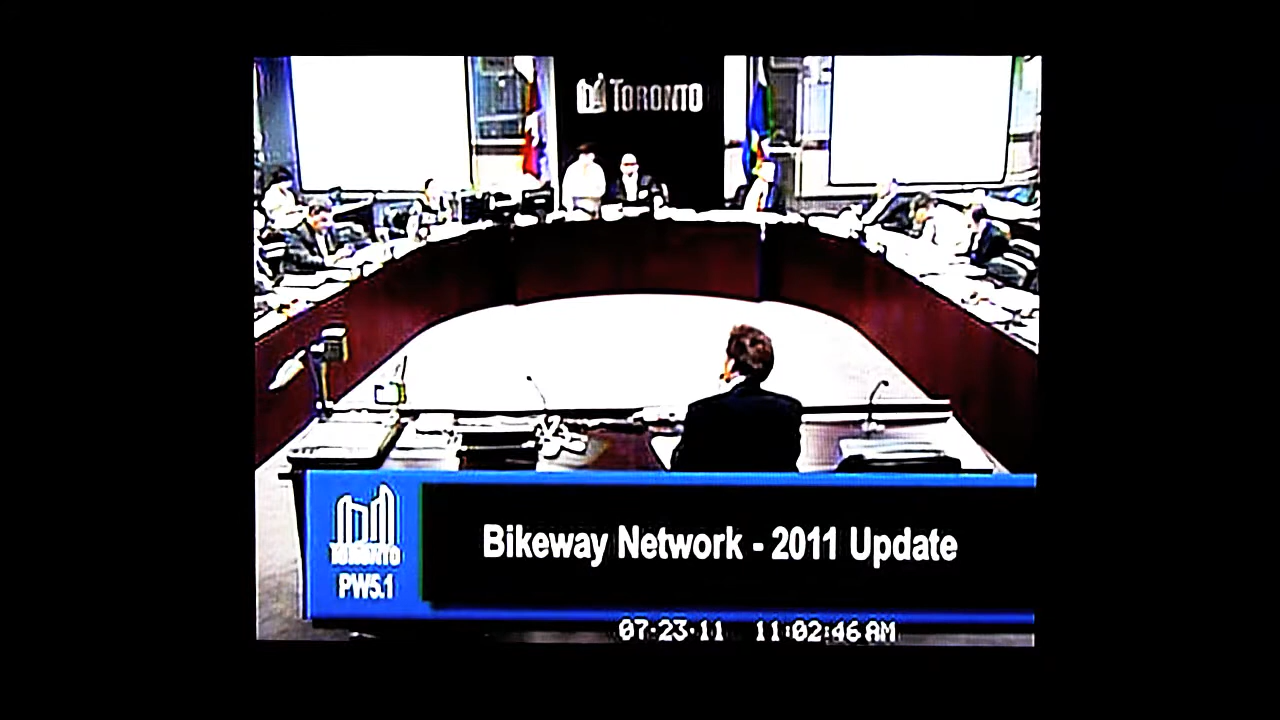 TORONTO
Bikeway Network - 2011 Update
TORONTO
PW5.1
07-23-11 11:02:46 AM